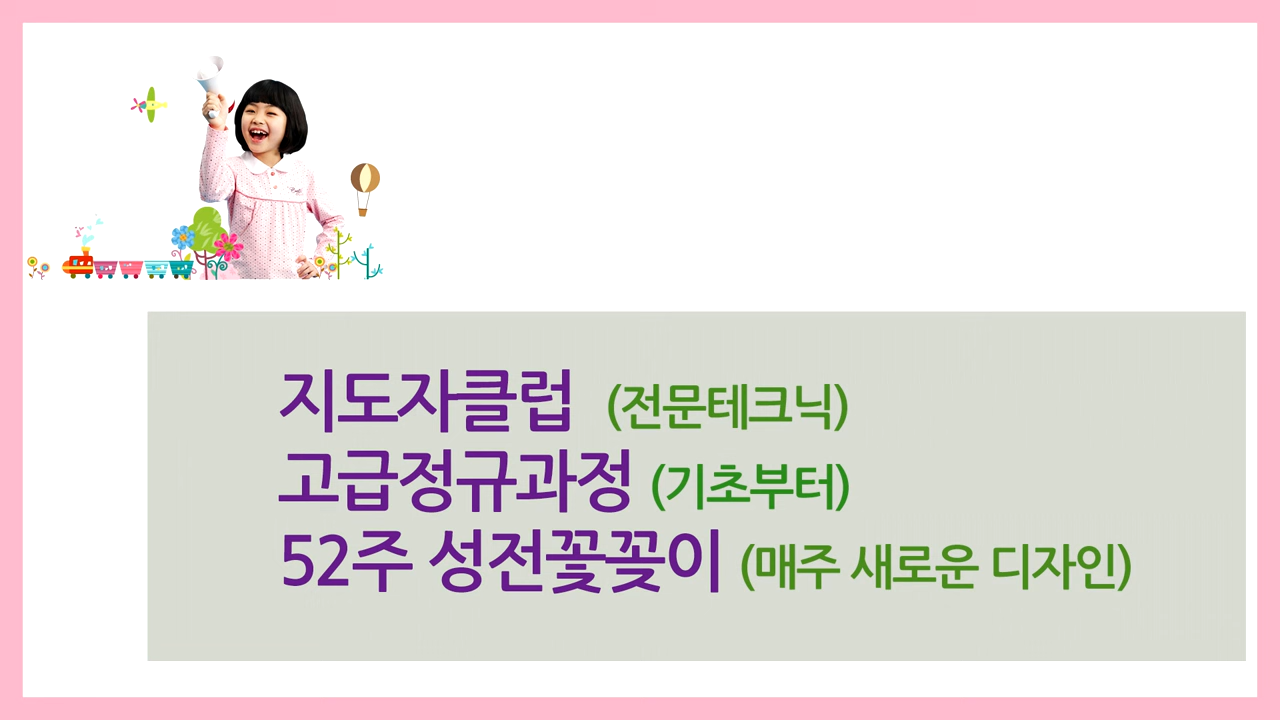 지도자클럽 (전문테크닉)
고급정규과정 (기초부터)
52주 성전꽃꽂이 (매주 새로운 디자인)